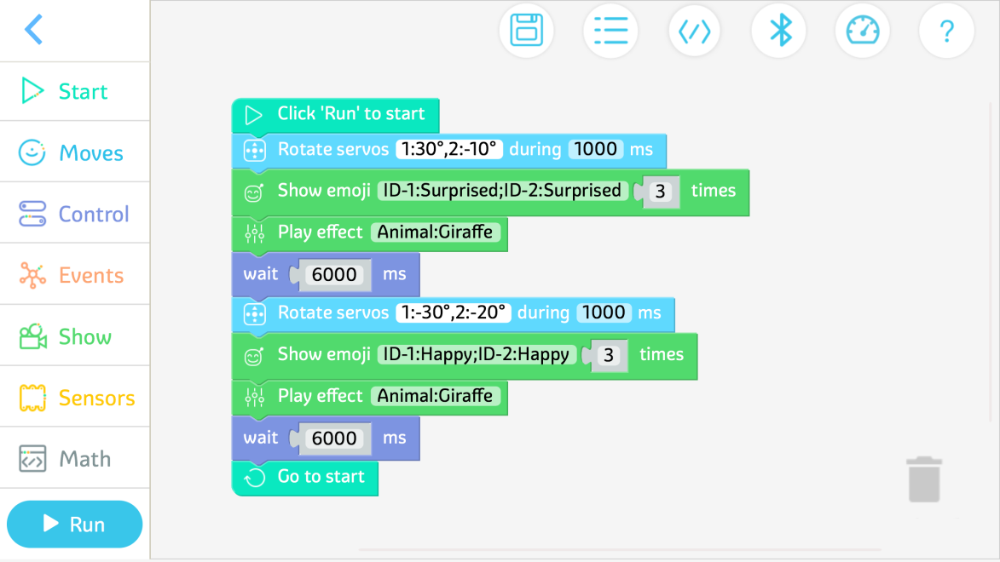 Start
Moves
Control
Events
Show
Sensors
Math
Run
?
Click 'Run' to start
Rotate servos 1:30°,2:-10° during 1000 ms
Show emoji ID-1:Surprised;ID-2:Surprised 3 times
Play effect Animal:Giraffe
wait 6000 ms
Rotate servos 1:-30°,2:-20° during 1000 ms
Show emoji ID-1:Happy;ID-2:Happy 3 times
Play effect Animal:Giraffe
wait 6000 ms
Go to start